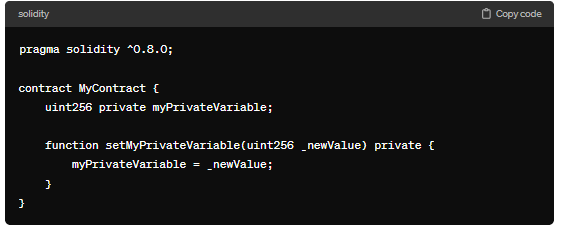 solidity Copy code
pragma solidity ^0.8.0;
contract MyContract {
uint256 private myPrivateVariable;
function setMyPrivateVariable(uint256 _newValue) private {
myPrivateVariable = _newValue;
}
}